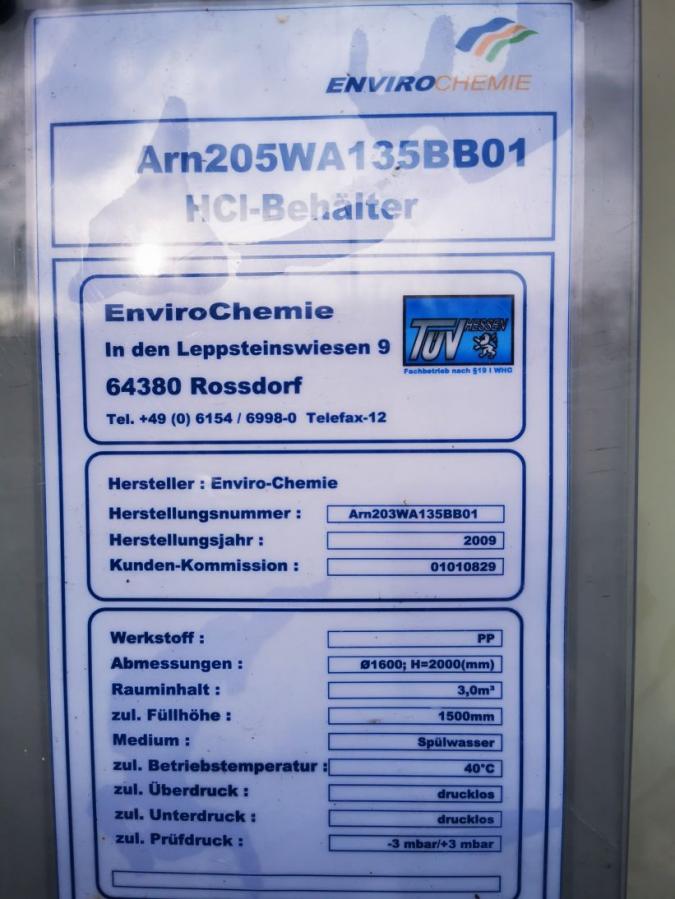 ENVIROCHEMIE
Arn205WA135BB01
HCl-Behälter
EnviroChemie
In den Leppsteinswiesen 9
64380 Rossdorf
Tel. +49 (0) 6154 / 6998-0 Telefax-12
TÜV HESSEN
Fachbetrieb nach §19 l WHG
Hersteller : Enviro-Chemie
Herstellungsnummer : Arn203WA135BB01
Herstellungsjahr : 2009
Kunden-Kommission : 01010829
Werkstoff : PP
Abmessungen : Ø1600; H=2000(mm)
Rauminhalt : 3,0m³
zul. Füllhöhe : 1500mm
Medium : Spülwasser
zul. Betriebstemperatur : 40°C
zul. Überdruck : drucklos
zul. Unterdruck : drucklos
zul. Prüfdruck : -3 mbar/+3 mbar